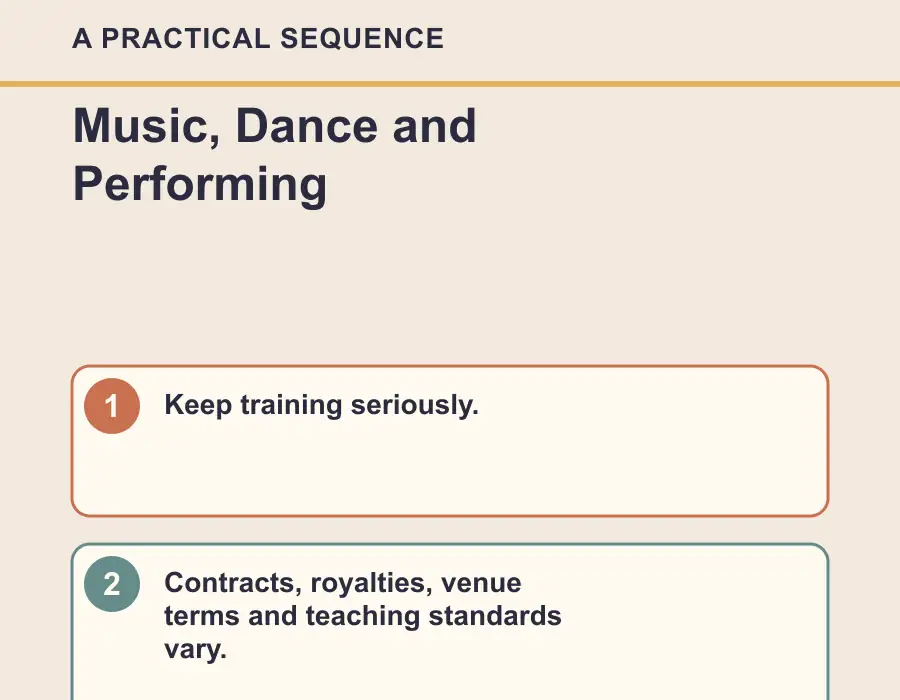 A PRACTICAL SEQUENCE
Music, Dance and
Performing
1
Keep training seriously.
2
Contracts, royalties, venue
terms and teaching standards
vary.